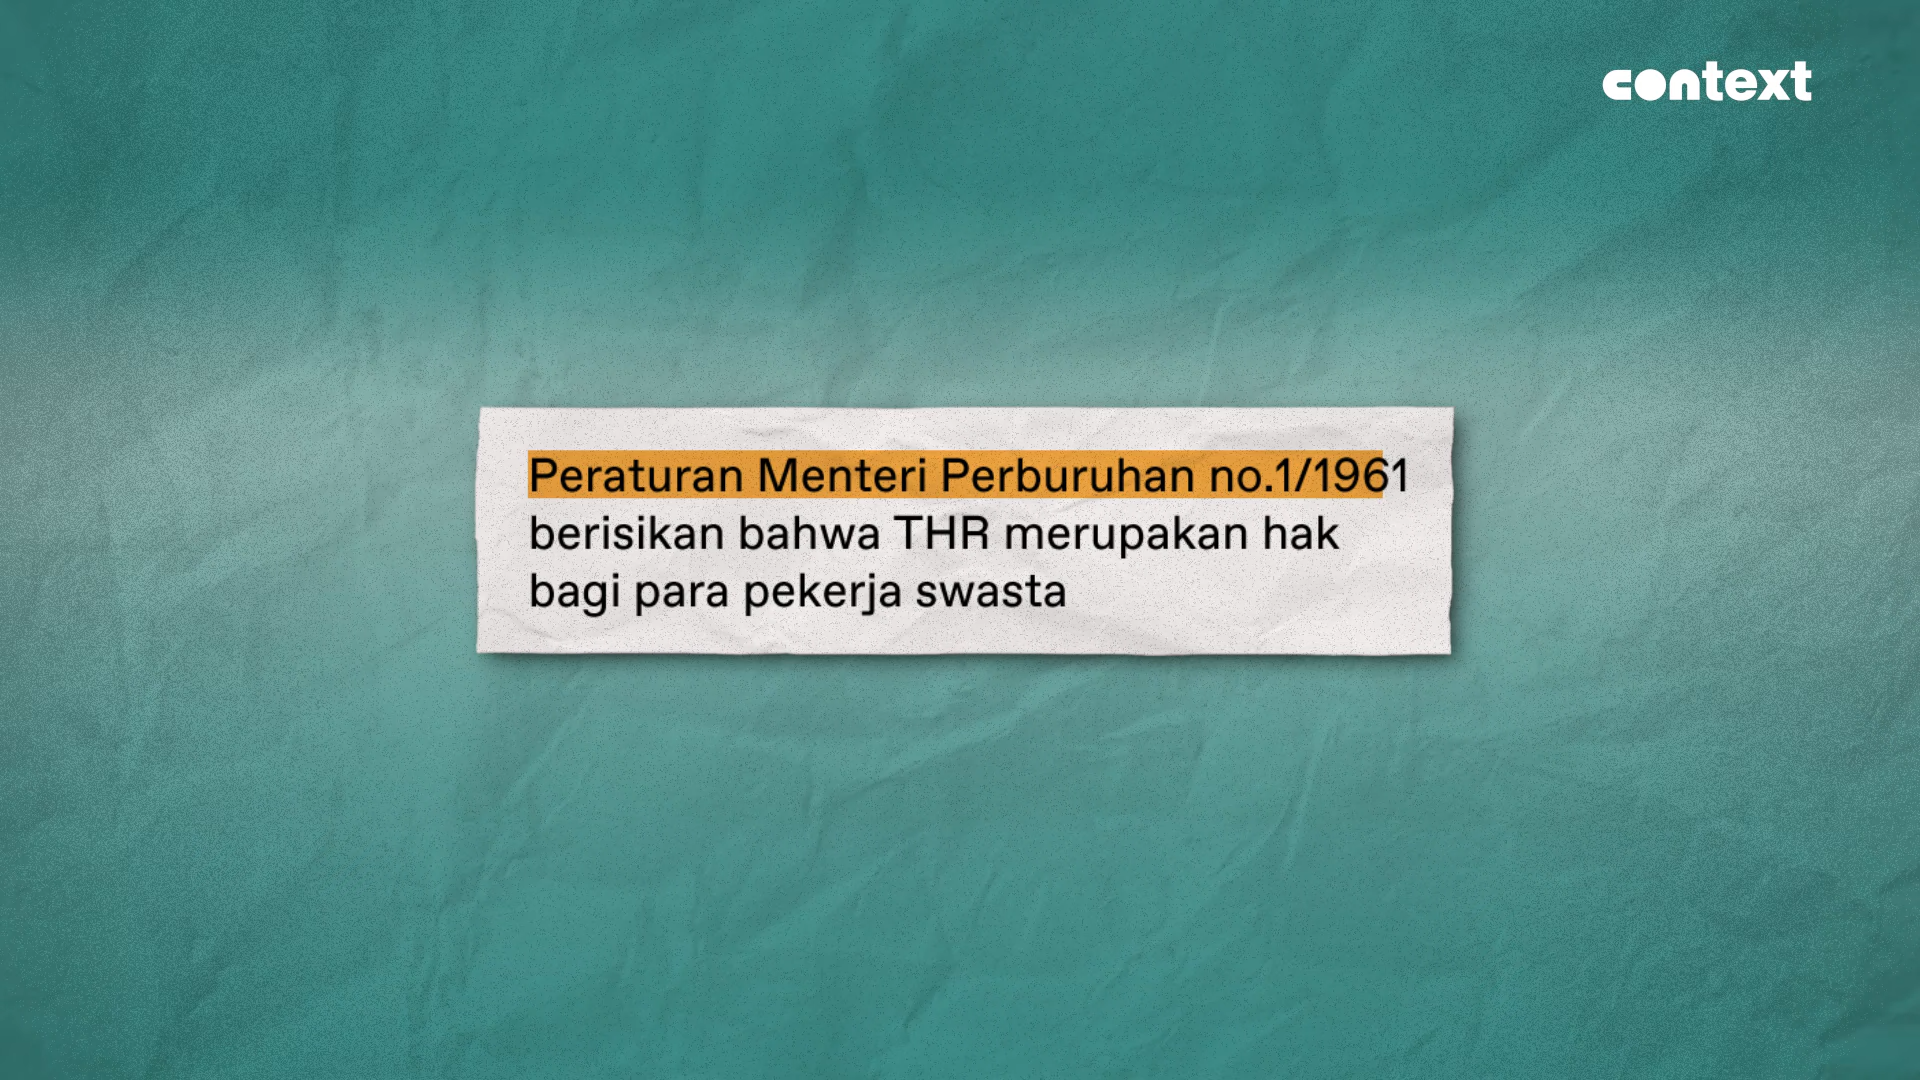 context
Peraturan Menteri Perburuhan no.1/1961
berisikan bahwa THR merupakan hak
bagi para pekerja swasta